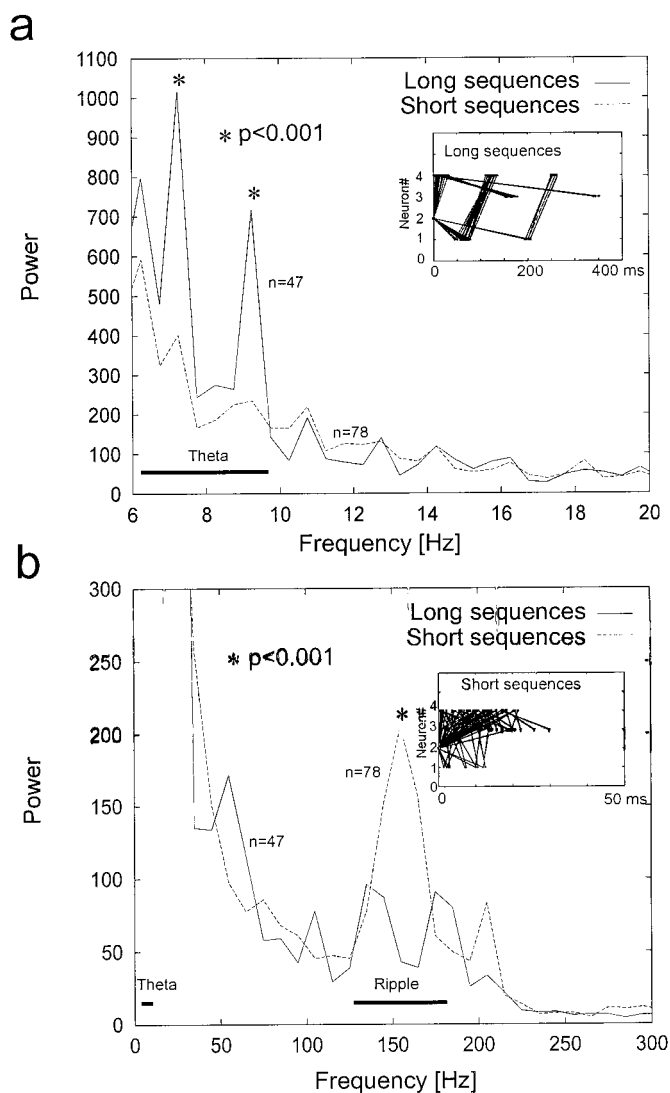 a
1100
1000
900
800
700
600
500
400
300
200
100
0
Power
Long sequences
Short sequences
* p<0.001
*
*
n=47
n=78
Theta
Long sequences
Neuron#
4
3
2
1
0
0 200 400 ms
6 8 10 12 14 16 18 20
Frequency [Hz]
b
300
250
200
150
100
50
0
Power
Long sequences
Short sequences
* p<0.001
*
n=78
n=47
Theta
Ripple
Short sequences
Neuron#
4
3
2
1
0
0 50 ms
0 50 100 150 200 250 300
Frequency [Hz]